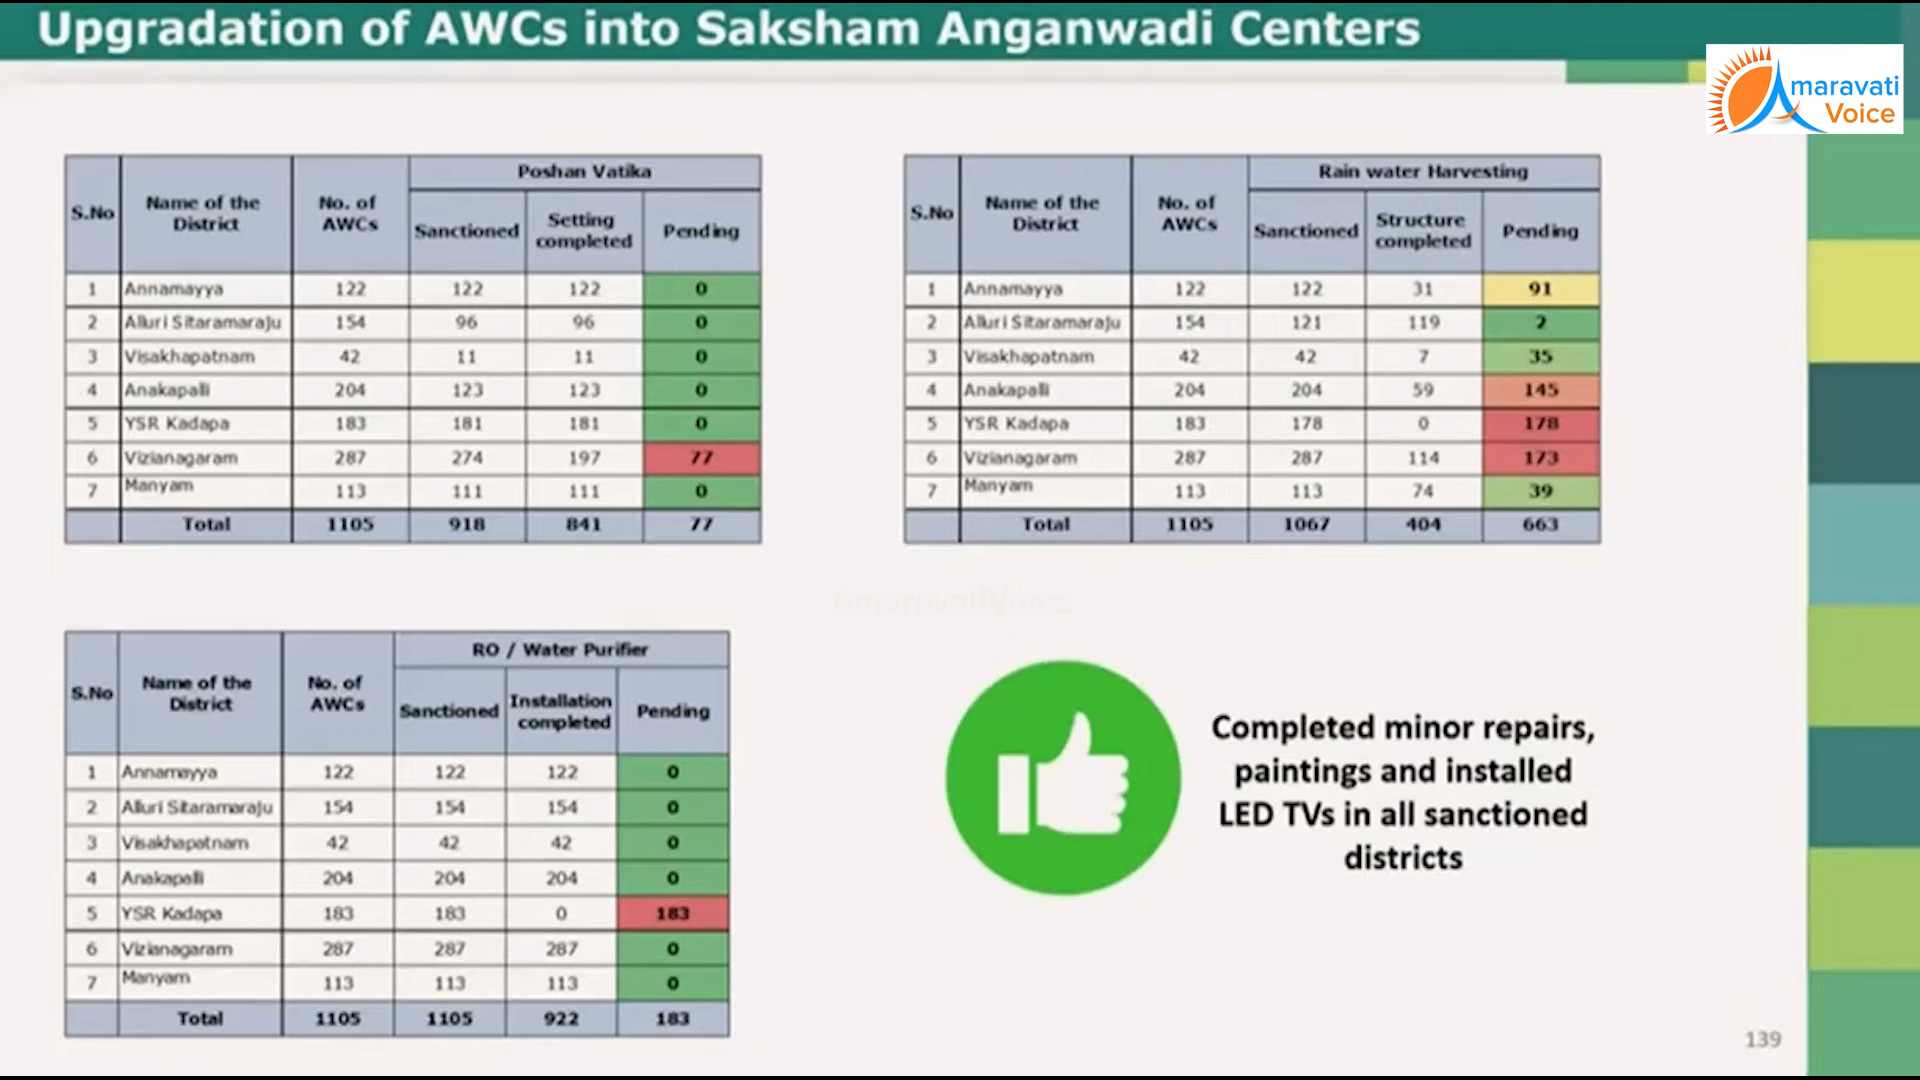 Upgradation of AWCs into Saksham Anganwadi Centers
Amaravati
Voice
S.No Name of the District No. of AWCs Poshan Vatika
Sanctioned Setting completed Pending
1 Annamayya 122 122 122 0
2 Alluri Sitaramaraju 154 96 96 0
3 Visakhapatnam 42 11 11 0
4 Anakapalli 204 123 123 0
5 YSR Kadapa 183 181 181 0
6 Vizianagaram 287 274 197 77
7 Manyam 113 111 111 0
Total 1105 918 841 77
S.No Name of the District No. of AWCs Rain water Harvesting
Sanctioned Structure completed Pending
1 Annamayya 122 122 31 91
2 Alluri Sitaramaraju 154 121 119 2
3 Visakhapatnam 42 42 7 35
4 Anakapalli 204 204 59 145
5 YSR Kadapa 183 178 0 178
6 Vizianagaram 287 287 114 173
7 Manyam 113 113 74 39
Total 1105 1067 404 663
AmaravatiVoice
S.No Name of the District No. of AWCs RO / Water Purifier
Sanctioned Installation completed Pending
1 Annamayya 122 122 122 0
2 Alluri Sitaramaraju 154 154 154 0
3 Visakhapatnam 42 42 42 0
4 Anakapalli 204 204 204 0
5 YSR Kadapa 183 183 0 183
6 Vizianagaram 287 287 287 0
7 Manyam 113 113 113 0
Total 1105 1105 922 183
Completed minor repairs,
paintings and installed
LED TVs in all sanctioned
districts
139